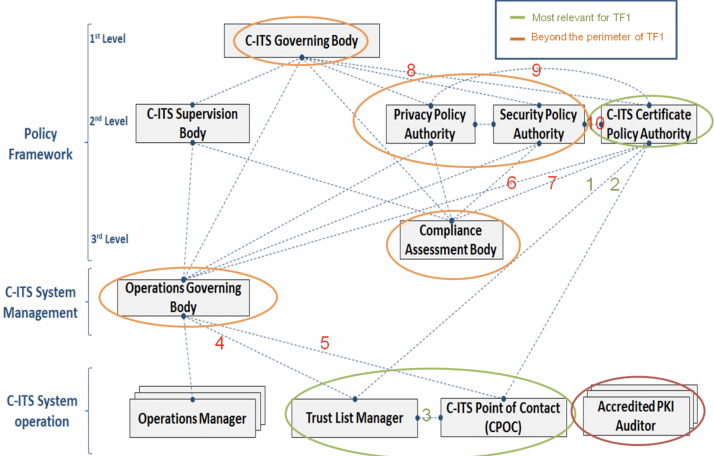 Most relevant for TF1
Beyond the perimeter of TF1
1st Level
C-ITS Governing Body
8
9
Policy
Framework
2nd Level
C-ITS Supervision
Body
Privacy Policy
Authority
Security Policy
Authority
10
C-ITS Certificate
Policy Authority
6
7
1
2
3rd Level
Compliance
Assessment Body
C-ITS System
Management
Operations Governing
Body
4
5
C-ITS System
operation
Operations Manager
Trust List Manager
3
C-ITS Point of Contact
(CPOC)
Accredited PKI
Auditor